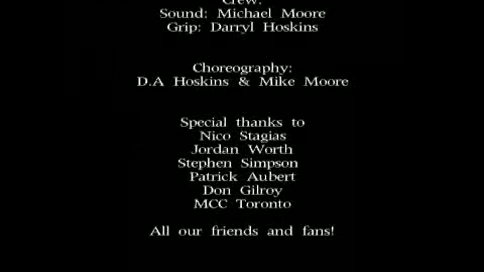 Crew:
Sound: Michael Moore
Grip: Darryl Hoskins
Choreography:
D.A Hoskins & Mike Moore
Special thanks to
Nico Stagias
Jordan Worth
Stephen Simpson
Patrick Aubert
Don Gilroy
MCC Toronto
All our friends and fans!